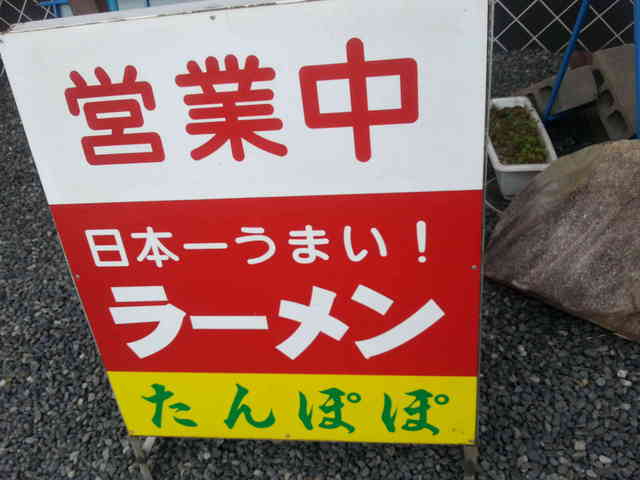 営業中
日本一うまい！
ラーメン
たんぽぽ